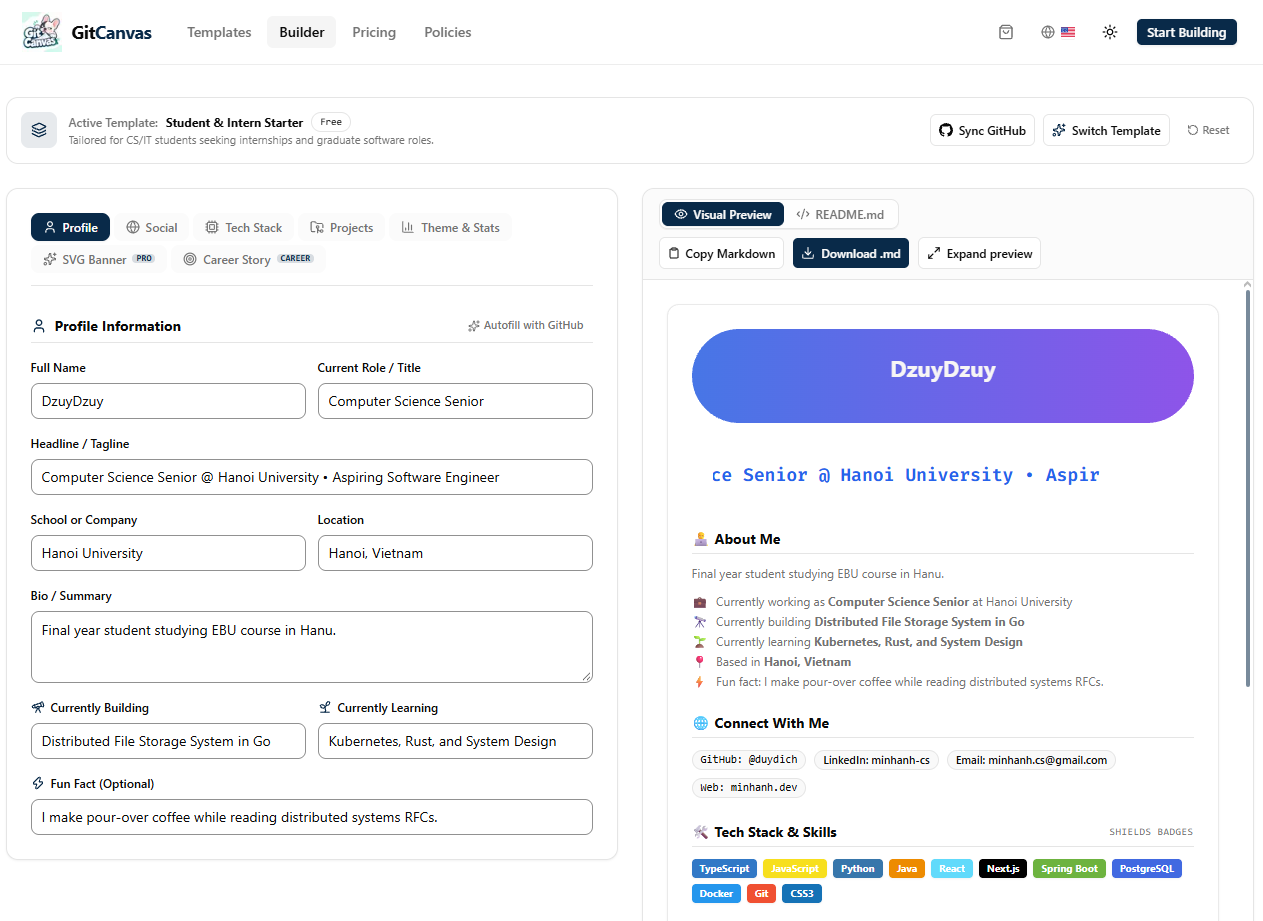 Git Canvas
GitCanvas
Templates
Builder
Pricing
Policies
Start Building
Active Template: Student & Intern Starter Free
Tailored for CS/IT students seeking internships and graduate software roles.
Sync GitHub
Switch Template
Reset
Profile
Social
Tech Stack
Projects
Theme & Stats
SVG Banner PRO
Career Story CAREER
Profile Information
Autofill with GitHub
Full Name
DzuyDzuy
Current Role / Title
Computer Science Senior
Headline / Tagline
Computer Science Senior @ Hanoi University • Aspiring Software Engineer
School or Company
Hanoi University
Location
Hanoi, Vietnam
Bio / Summary
Final year student studying EBU course in Hanu.
Currently Building
Distributed File Storage System in Go
Currently Learning
Kubernetes, Rust, and System Design
Fun Fact (Optional)
I make pour-over coffee while reading distributed systems RFCs.
Visual Preview
</> README.md
Copy Markdown
Download .md
Expand preview
DzuyDzuy
ce Senior @ Hanoi University • Aspir
About Me
Final year student studying EBU course in Hanu.
Currently working as Computer Science Senior at Hanoi University
Currently building Distributed File Storage System in Go
Currently learning Kubernetes, Rust, and System Design
Based in Hanoi, Vietnam
Fun fact: I make pour-over coffee while reading distributed systems RFCs.
Connect With Me
GitHub: @duydich
LinkedIn: minhanh-cs
Email: minhanh.cs@gmail.com
Web: minhanh.dev
Tech Stack & Skills
SHIELDS BADGES
TypeScript
JavaScript
Python
Java
React
Next.js
Spring Boot
PostgreSQL
Docker
Git
CSS3